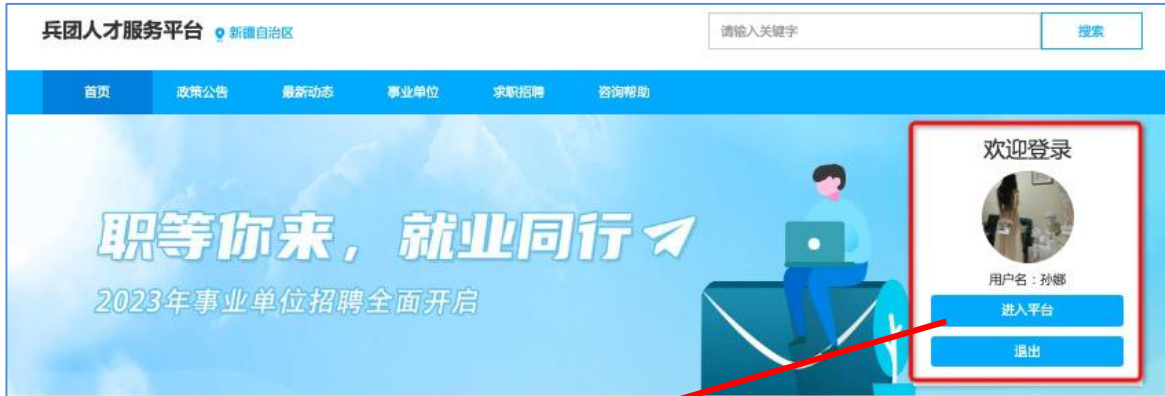 兵团人才服务平台 新疆自治区
请输入关键字 搜索
首页 政策公告 最新动态 事业单位 求职招聘 咨询帮助
欢迎登录
职等你来，就业同行
2023年事业单位招聘全面开启
用户名：孙娜
进入平台
退出